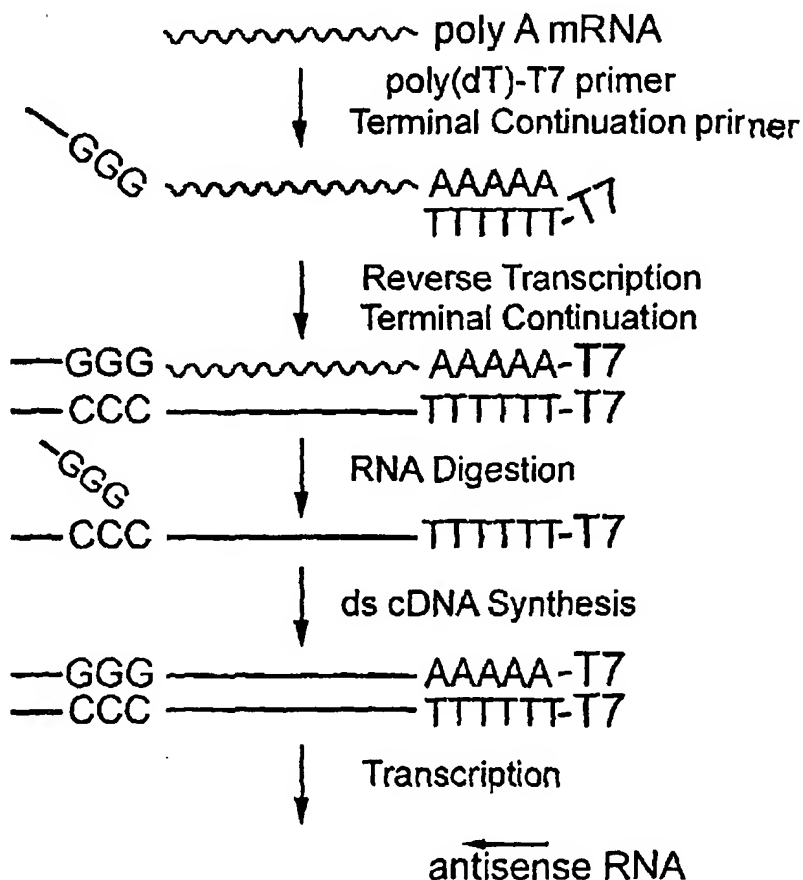 poly A mRNA
poly(dT)-T7 primer
Terminal Continuation primer
GGG
AAAAA
TTTTTT-T7
Reverse Transcription
Terminal Continuation
GGG AAAAA-T7
CCC TTTTTT-T7
GGG
RNA Digestion
CCC TTTTTT-T7
ds cDNA Synthesis
GGG AAAAA-T7
CCC TTTTTT-T7
Transcription
antisense RNA